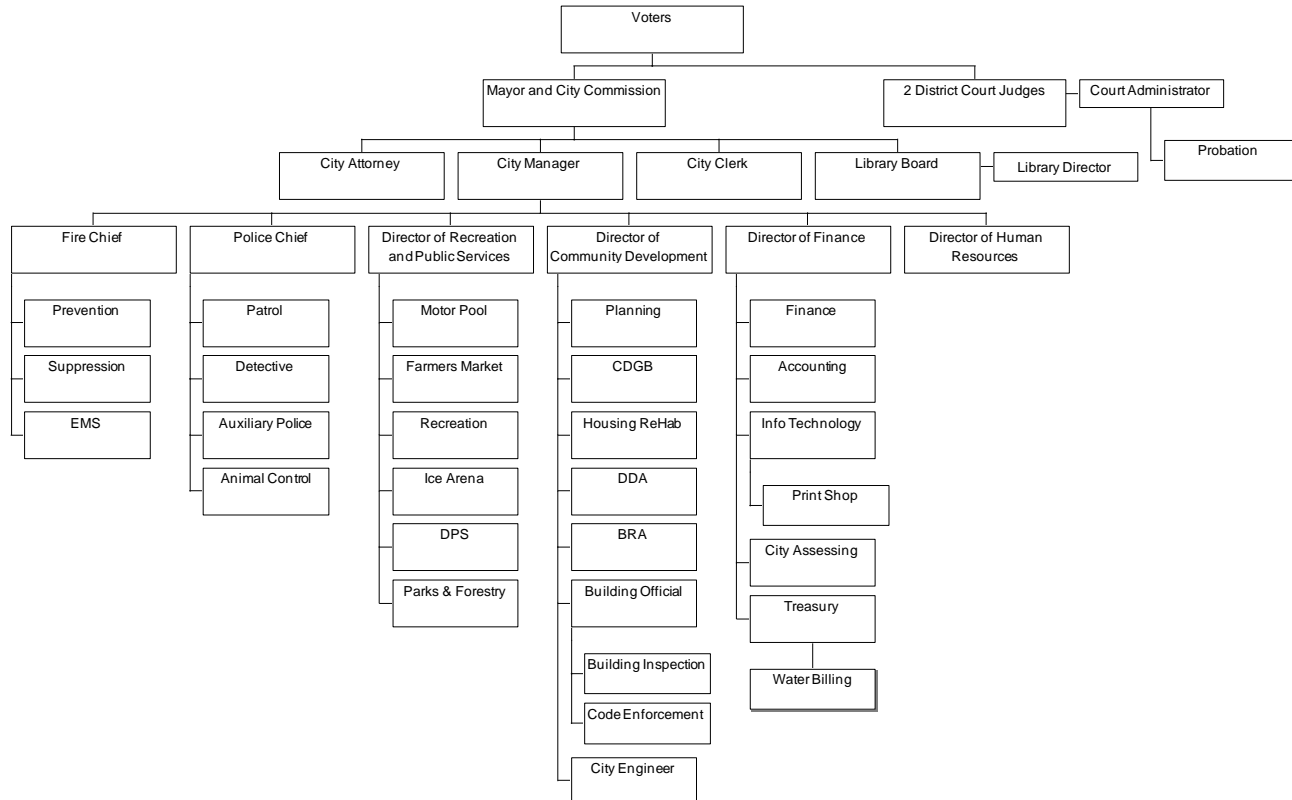 Voters
Mayor and City Commission
2 District Court Judges
Court Administrator
Probation
City Attorney
City Manager
City Clerk
Library Board
Library Director
Fire Chief
Police Chief
Director of Recreation
and Public Services
Director of
Community Development
Director of Finance
Director of Human
Resources
Prevention
Suppression
EMS
Patrol
Detective
Auxiliary Police
Animal Control
Motor Pool
Farmers Market
Recreation
Ice Arena
DPS
Parks & Forestry
Planning
CDGB
Housing ReHab
DDA
BRA
Building Official
Building Inspection
Code Enforcement
City Engineer
Finance
Accounting
Info Technology
Print Shop
City Assessing
Treasury
Water Billing